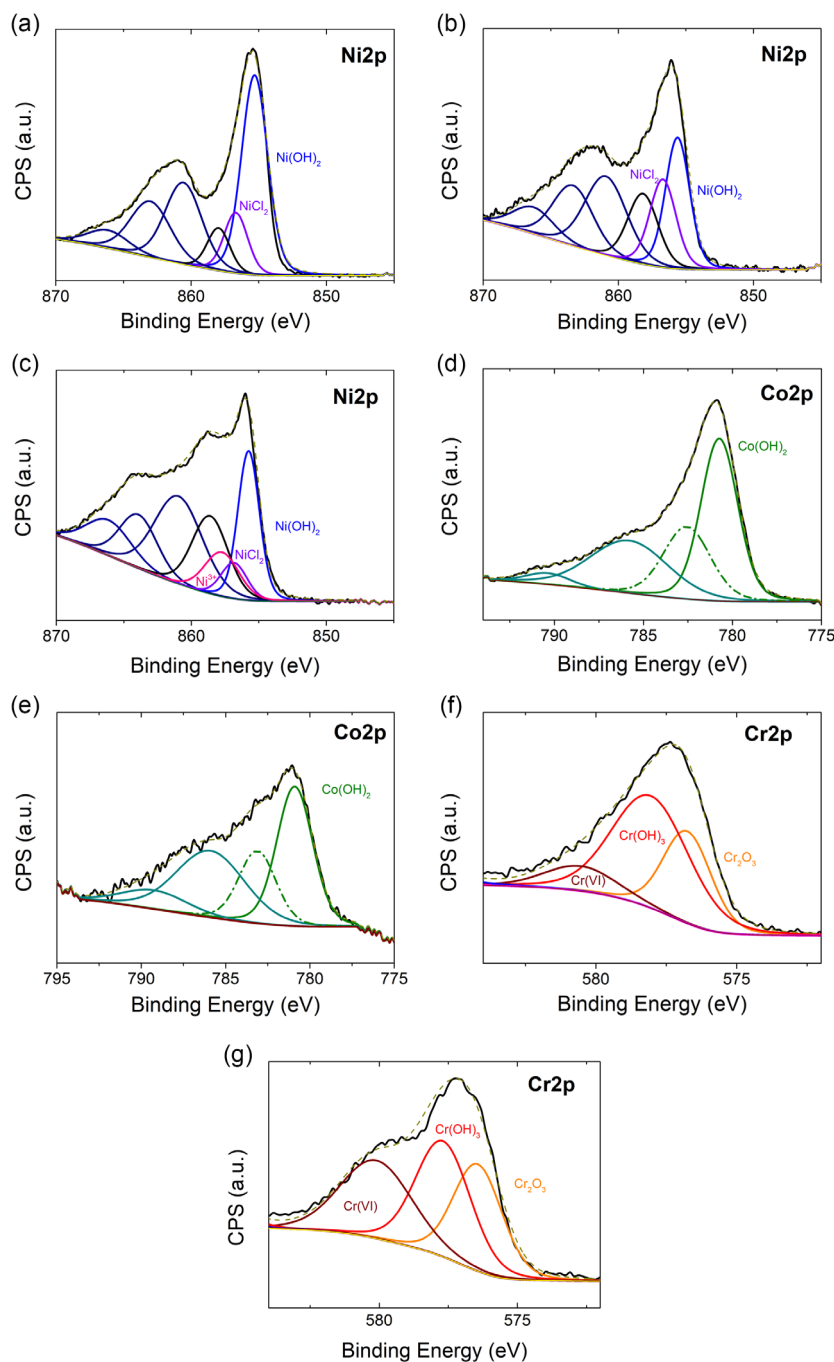 (a)
Ni2p
Ni(OH)₂
NiCl₂
CPS (a.u.)
870 860 850
Binding Energy (eV)
(b)
Ni2p
NiCl₂
Ni(OH)₂
CPS (a.u.)
870 860 850
Binding Energy (eV)
(c)
Ni2p
Ni(OH)₂
NiCl₂
Ni³⁺
CPS (a.u.)
870 860 850
Binding Energy (eV)
(d)
Co2p
Co(OH)₂
CPS (a.u.)
790 785 780 775
Binding Energy (eV)
(e)
Co2p
Co(OH)₂
CPS (a.u.)
795 790 785 780 775
Binding Energy (eV)
(f)
Cr2p
Cr(OH)₃
Cr₂O₃
Cr(VI)
CPS (a.u.)
580 575
Binding Energy (eV)
(g)
Cr2p
Cr(OH)₃
Cr₂O₃
Cr(VI)
CPS (a.u.)
580 575
Binding Energy (eV)